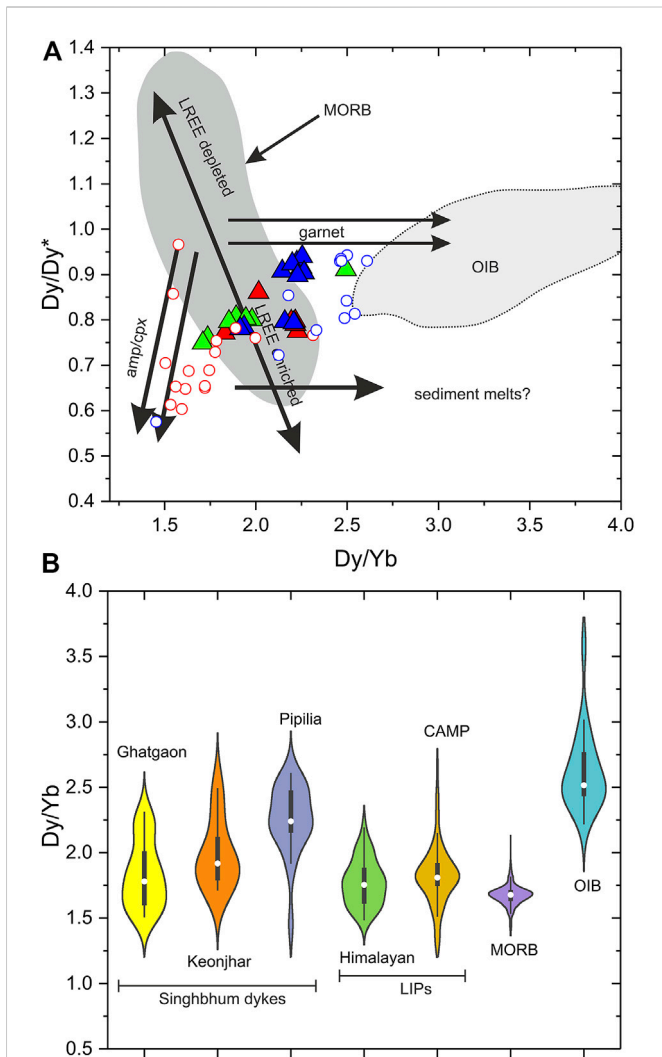 A
1.4
1.3
1.2
1.1
1.0
0.9
0.8
0.7
0.6
0.5
0.4
Dy/Dy*
LREE depleted
MORB
garnet
OIB
amp/cpx
LREE enriched
sediment melts?
1.5
2.0
2.5
3.0
3.5
4.0
Dy/Yb
B
4.0
3.5
3.0
2.5
2.0
1.5
1.0
0.5
Dy/Yb
Ghatgaon
Pipilia
CAMP
Keonjhar
Himalayan
MORB
OIB
Singhbhum dykes
LIPs